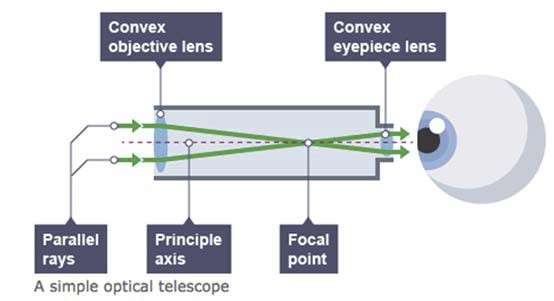 Convex
objective lens
Convex
eyepiece lens
Parallel
rays
Principle
axis
Focal
point
A simple optical telescope